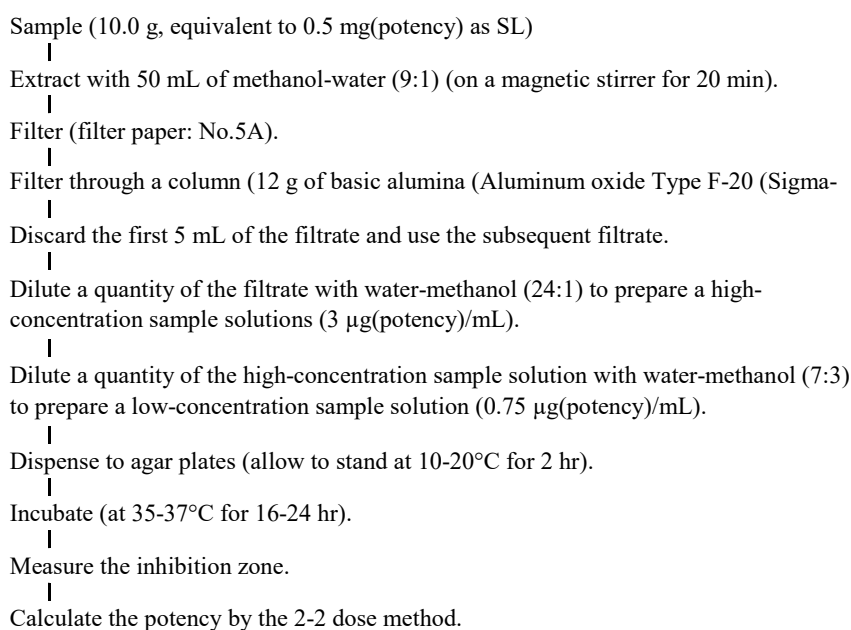 Sample (10.0 g, equivalent to 0.5 mg(potency) as SL)
Extract with 50 mL of methanol-water (9:1) (on a magnetic stirrer for 20 min).
Filter (filter paper: No.5A).
Filter through a column (12 g of basic alumina (Aluminum oxide Type F-20 (Sigma-
Discard the first 5 mL of the filtrate and use the subsequent filtrate.
Dilute a quantity of the filtrate with water-methanol (24:1) to prepare a high-
concentration sample solutions (3 µg(potency)/mL).
Dilute a quantity of the high-concentration sample solution with water-methanol (7:3)
to prepare a low-concentration sample solution (0.75 µg(potency)/mL).
Dispense to agar plates (allow to stand at 10-20°C for 2 hr).
Incubate (at 35-37°C for 16-24 hr).
Measure the inhibition zone.
Calculate the potency by the 2-2 dose method.